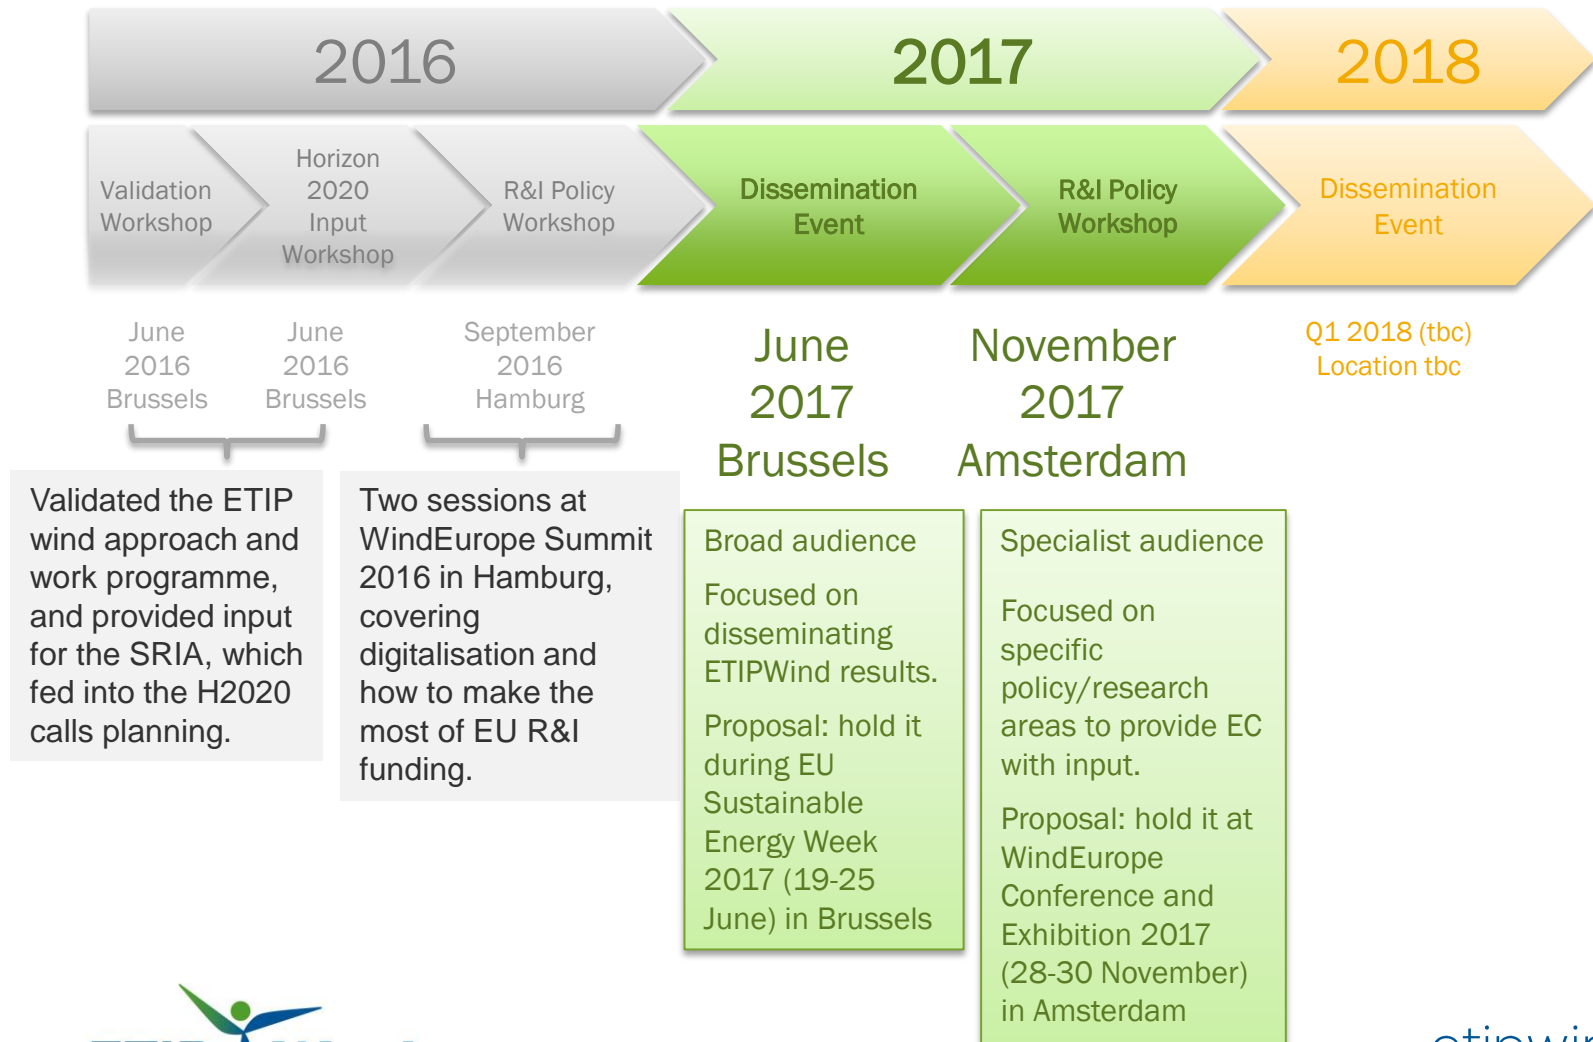 2016
2017
2018
Validation
Workshop
Horizon
2020
Input
Workshop
R&I Policy
Workshop
Dissemination
Event
R&I Policy
Workshop
Dissemination
Event
June
2016
Brussels
June
2016
Brussels
September
2016
Hamburg
June
2017
Brussels
November
2017
Amsterdam
Q1 2018 (tbc)
Location tbc
Validated the ETIP
wind approach and
work programme,
and provided input
for the SRIA, which
fed into the H2020
calls planning.
Two sessions at
WindEurope Summit
2016 in Hamburg,
covering
digitalisation and
how to make the
most of EU R&I
funding.
Broad audience
Focused on
disseminating
ETIPWind results.
Proposal: hold it
during EU
Sustainable
Energy Week
2017 (19-25
June) in Brussels
Specialist audience
Focused on
specific
policy/research
areas to provide EC
with input.
Proposal: hold it at
WindEurope
Conference and
Exhibition 2017
(28-30 November)
in Amsterdam